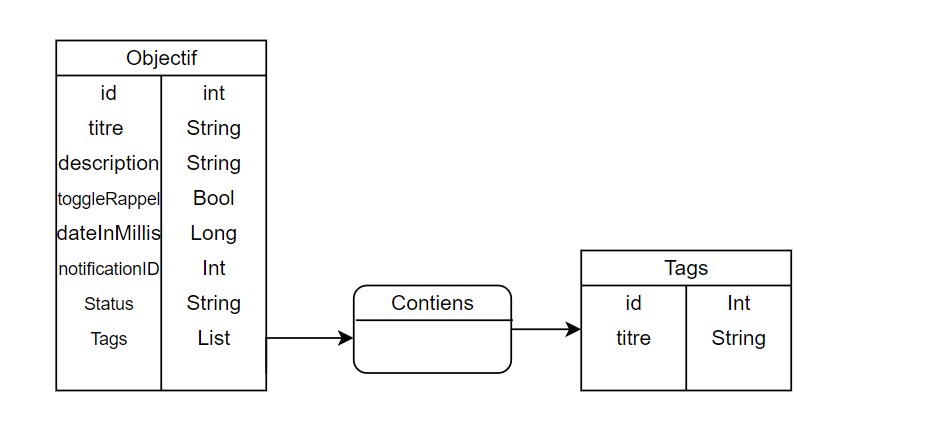 Objectif
id int
titre String
description String
toggleRappel Bool
dateInMillis Long
notificationID Int
Status String
Tags List
Contiens
Tags
id Int
titre String